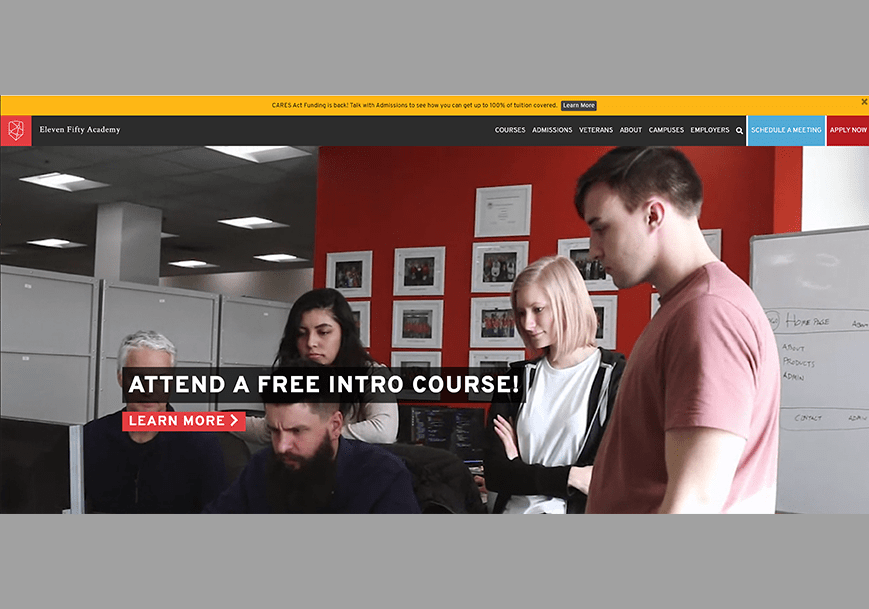 CARES Act Funding is back! Talk with Admissions to see how you can get up to 100% of tuition covered. Learn More
Eleven Fifty Academy
COURSES ADMISSIONS VETERANS ABOUT CAMPUSES EMPLOYERS SCHEDULE A MEETING APPLY NOW
ATTEND A FREE INTRO COURSE!
LEARN MORE
HOME PAGE
ABOUT
PRODUCTS
ADMIN
CONTACT